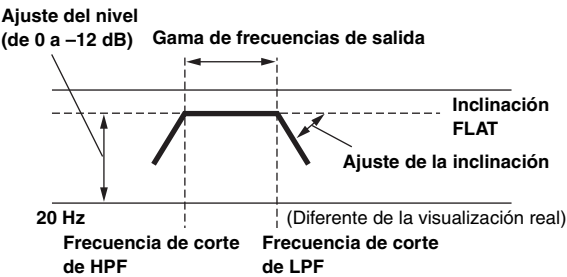 Ajuste del nivel
(de 0 a –12 dB)
Gama de frecuencias de salida
Inclinación
FLAT
Ajuste de la inclinación
20 Hz
(Diferente de la visualización real)
Frecuencia de corte
de HPF
Frecuencia de corte
de LPF